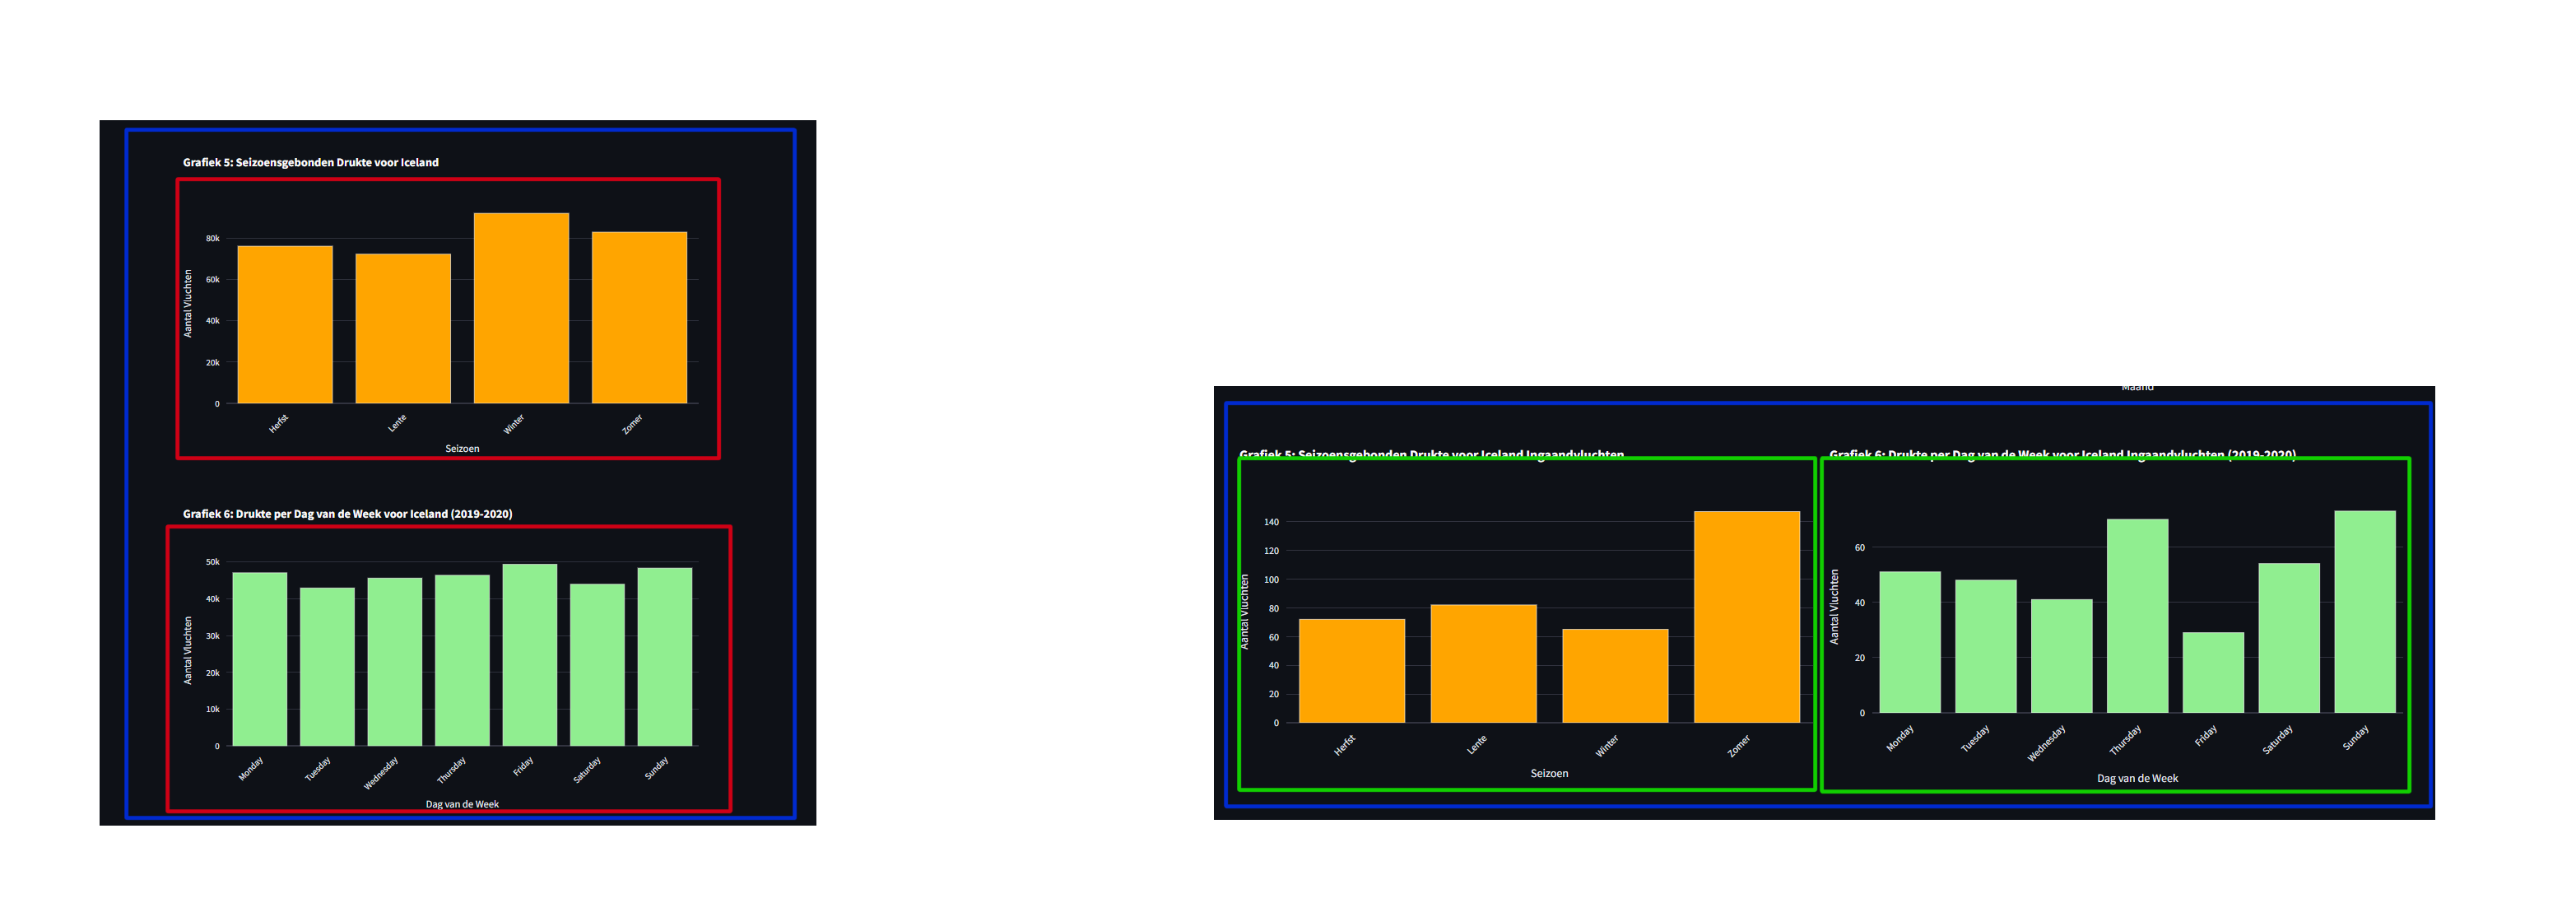 Grafiek 5: Seizoensgebonden Drukte voor Iceland
80k
60k
40k
20k
0
Aantal Vluchten
Herfst
Lente
Winter
Zomer
Seizoen
Grafiek 6: Drukte per Dag van de Week voor Iceland (2019-2020)
50k
40k
30k
20k
10k
0
Aantal Vluchten
Monday
Tuesday
Wednesday
Thursday
Friday
Saturday
Sunday
Dag van de Week
Maand
Grafiek 5: Seizoensgebonden Drukte voor Iceland Ingaandvluchten
140
120
100
80
60
40
20
0
Aantal Vluchten
Herfst
Lente
Winter
Zomer
Seizoen
Grafiek 6: Drukte per Dag van de Week voor Iceland Ingaandvluchten (2019-2020)
60
40
20
0
Aantal Vluchten
Monday
Tuesday
Wednesday
Thursday
Friday
Saturday
Sunday
Dag van de Week